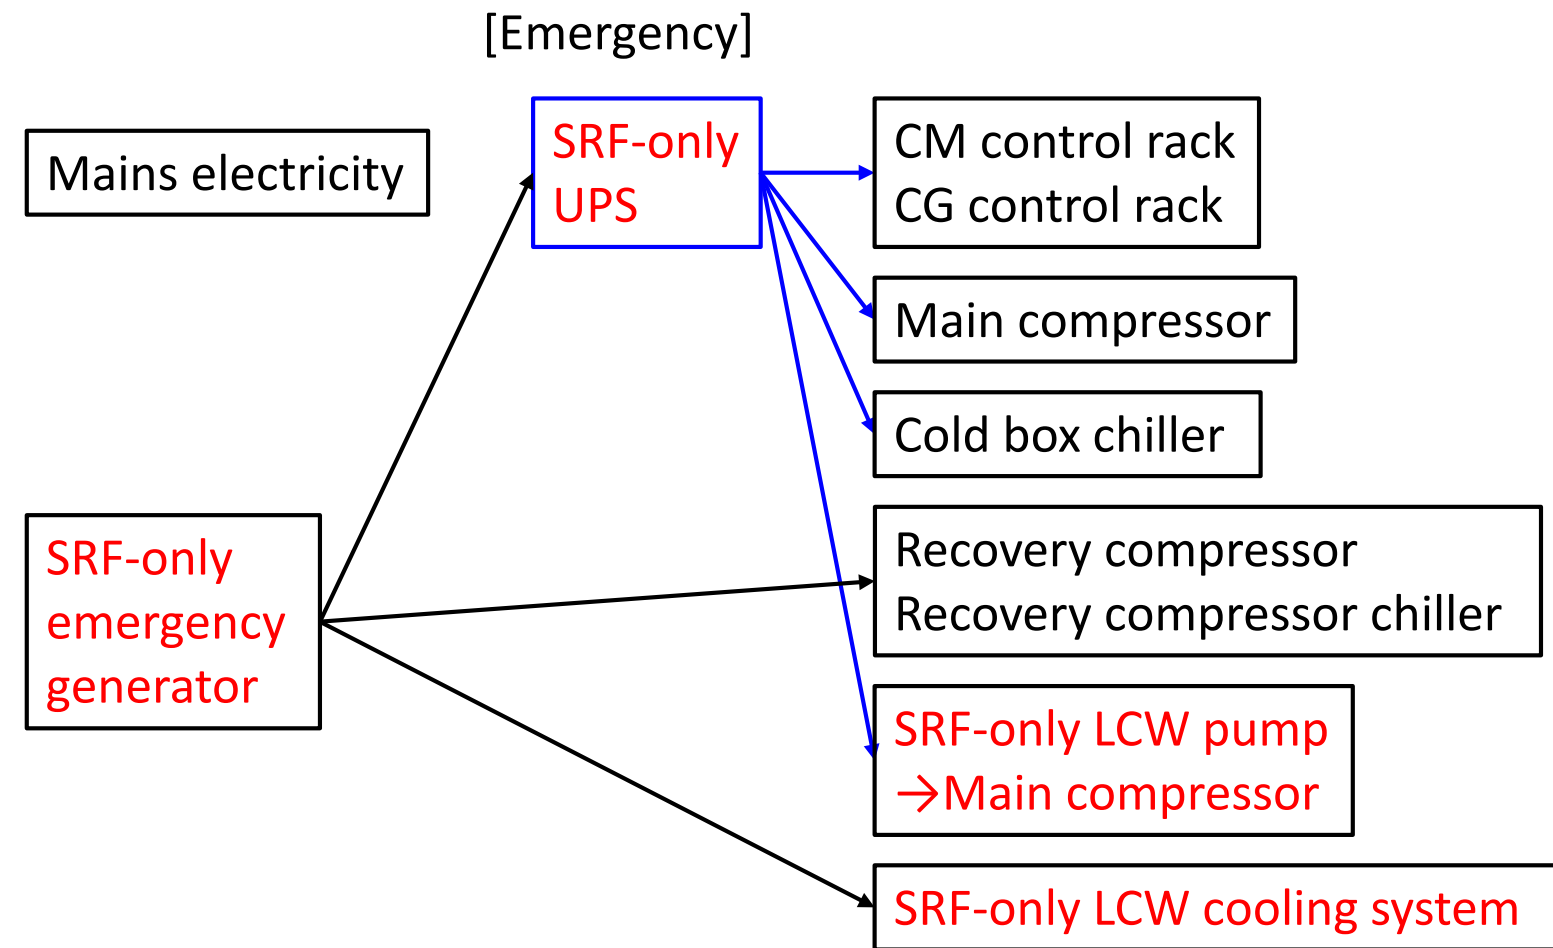 [Emergency]
Mains electricity
SRF-only
UPS
CM control rack
CG control rack
Main compressor
Cold box chiller
SRF-only
emergency
generator
Recovery compressor
Recovery compressor chiller
SRF-only LCW pump
→Main compressor
SRF-only LCW cooling system